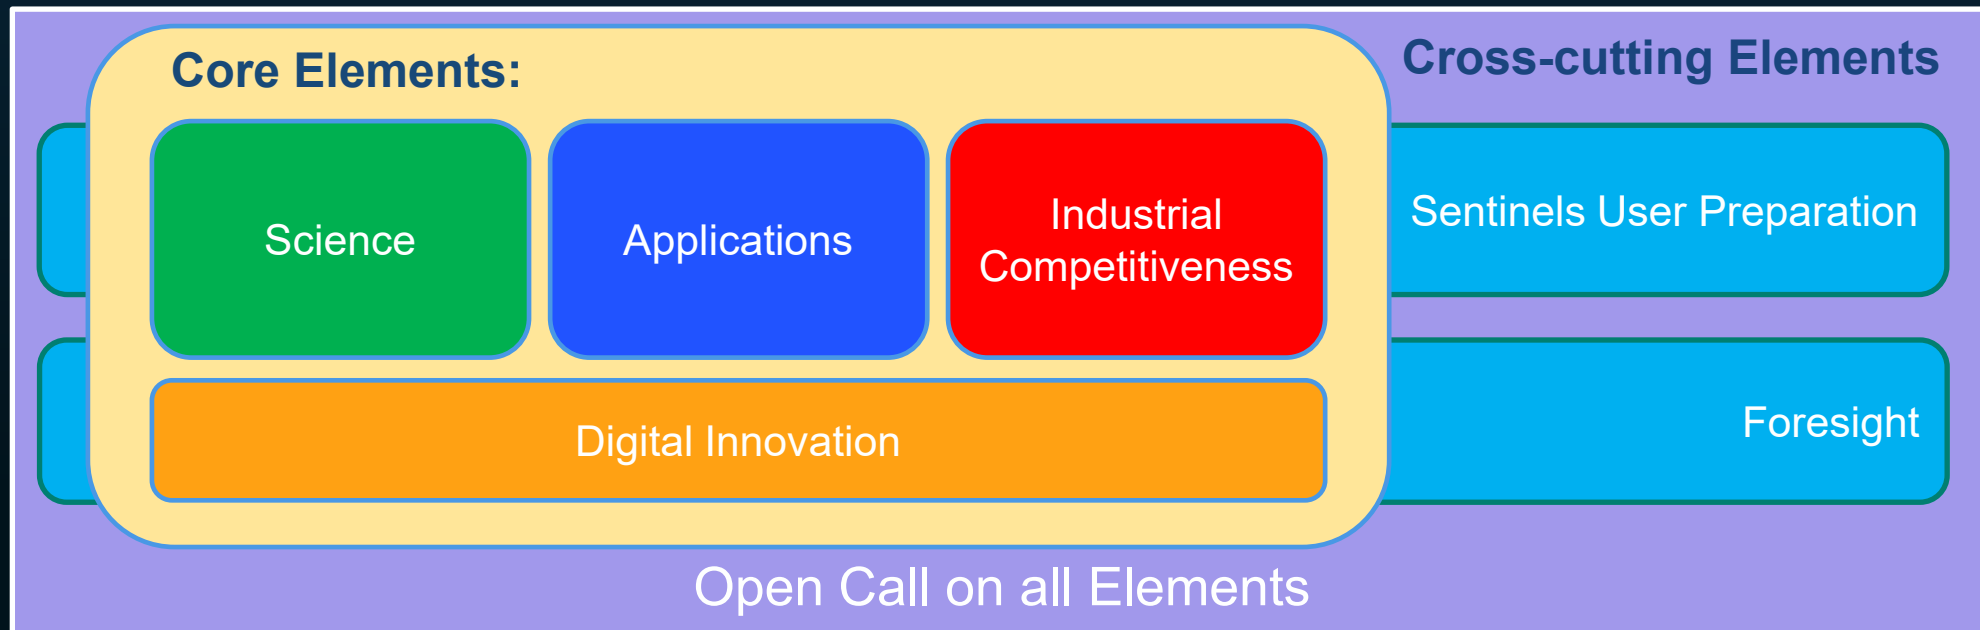 Core Elements:
Cross-cutting Elements
Science
Applications
Industrial
Competitiveness
Sentinels User Preparation
Digital Innovation
Foresight
Open Call on all Elements